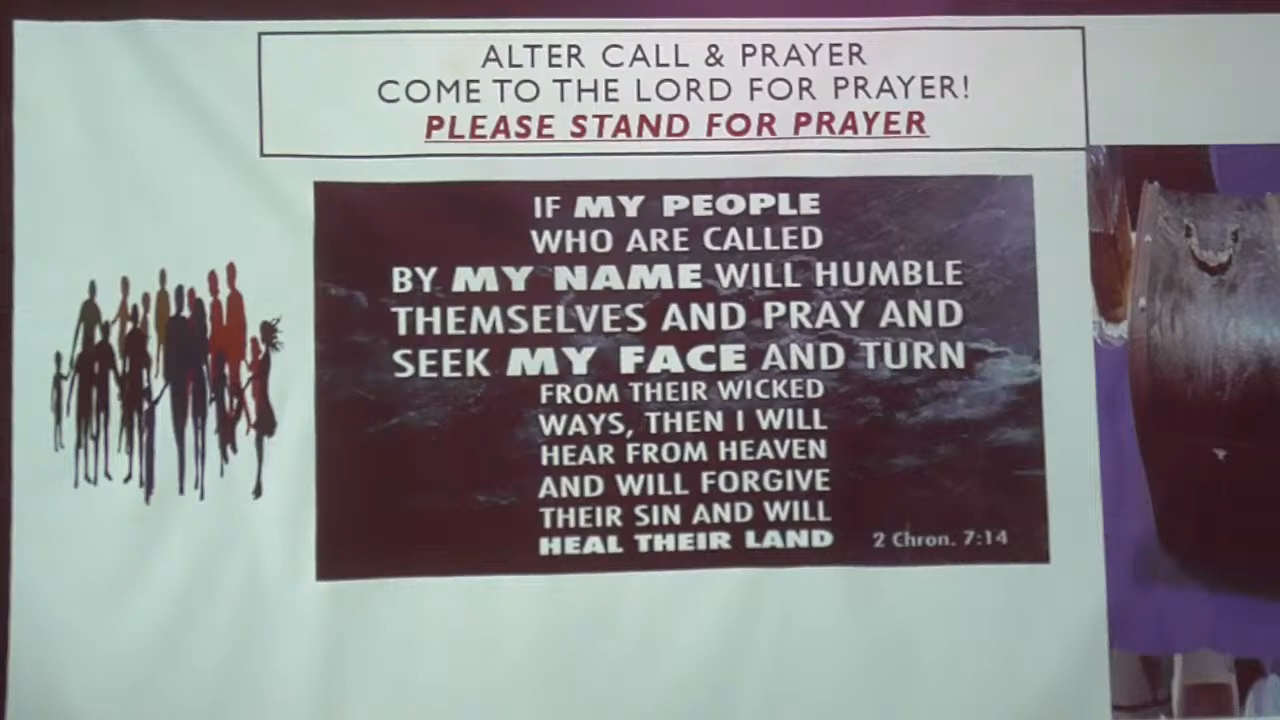 ALTER CALL & PRAYER
COME TO THE LORD FOR PRAYER!
PLEASE STAND FOR PRAYER
IF MY PEOPLE
WHO ARE CALLED
BY MY NAME WILL HUMBLE
THEMSELVES AND PRAY AND
SEEK MY FACE AND TURN
FROM THEIR WICKED
WAYS, THEN I WILL
HEAR FROM HEAVEN
AND WILL FORGIVE
THEIR SIN AND WILL
HEAL THEIR LAND
2 Chron. 7:14